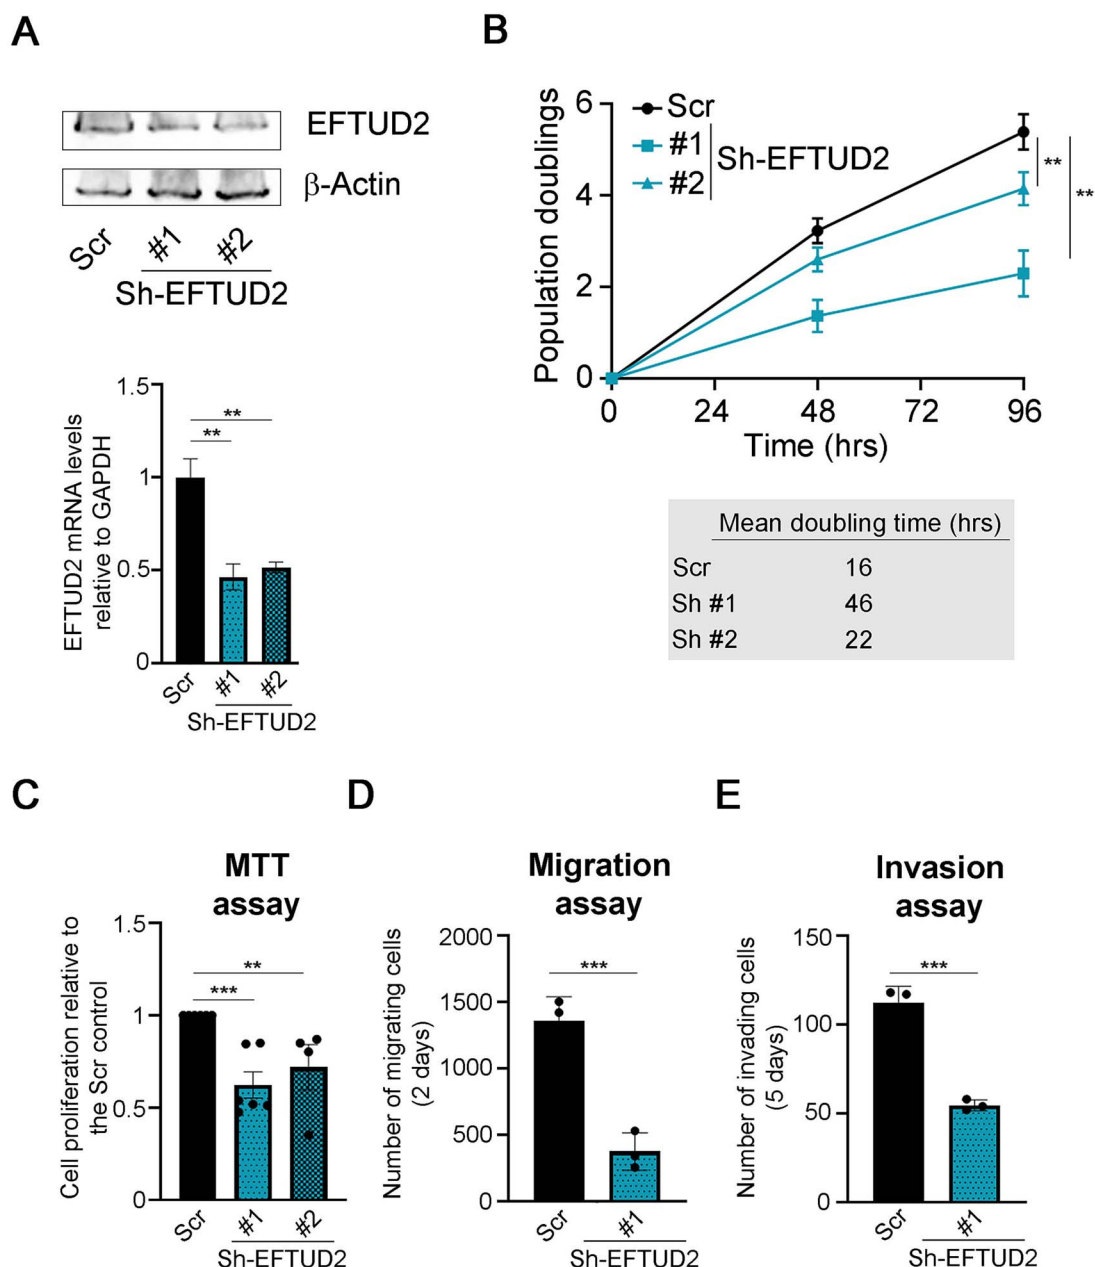 A
EFTUD2
β-Actin
Scr
#1
#2
Sh-EFTUD2
EFTUD2 mRNA levels
relative to GAPDH
1.5
1
0.5
0
**
**
Scr
#1
#2
Sh-EFTUD2
B
Population doublings
6
4
2
0
Scr
#1
#2
Sh-EFTUD2
**
**
0
24
48
72
96
Time (hrs)
Mean doubling time (hrs)
Scr 16
Sh #1 46
Sh #2 22
C
MTT
assay
Cell proliferation relative to
the Scr control
1.5
1
0.5
0
**
***
Scr
#1
#2
Sh-EFTUD2
D
Migration
assay
Number of migrating cells
(2 days)
2000
1500
1000
500
0
***
Scr
#1
Sh-EFTUD2
E
Invasion
assay
Number of invading cells
(5 days)
150
100
50
0
***
Scr
#1
Sh-EFTUD2